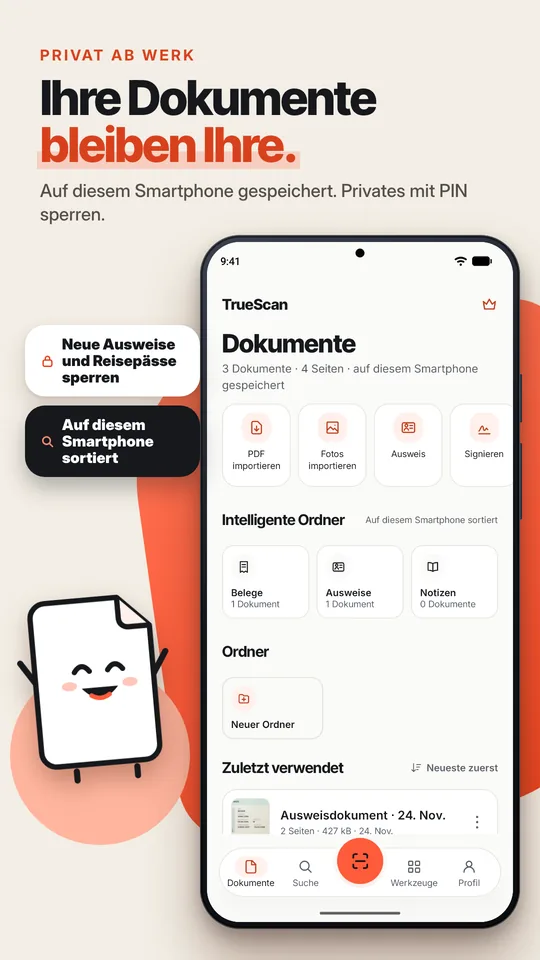 PRIVAT AB WERK
Ihre Dokumente
bleiben Ihre.
Auf diesem Smartphone gespeichert. Privates mit PIN
sperren.
Neue Ausweise
und Reisepässe
sperren
Auf diesem
Smartphone
sortiert
9:41
TrueScan
Dokumente
3 Dokumente · 4 Seiten · auf diesem Smartphone
gespeichert
PDF
importieren
Fotos
importieren
Ausweis
Signieren
Intelligente Ordner
Auf diesem Smartphone sortiert
Belege
1 Dokument
Ausweise
1 Dokument
Notizen
0 Dokumente
Ordner
Neuer Ordner
Zuletzt verwendet
Neueste zuerst
Ausweisdokument · 24. Nov.
2 Seiten · 427 kB · 24. Nov.
Dokumente
Suche
Werkzeuge
Profil